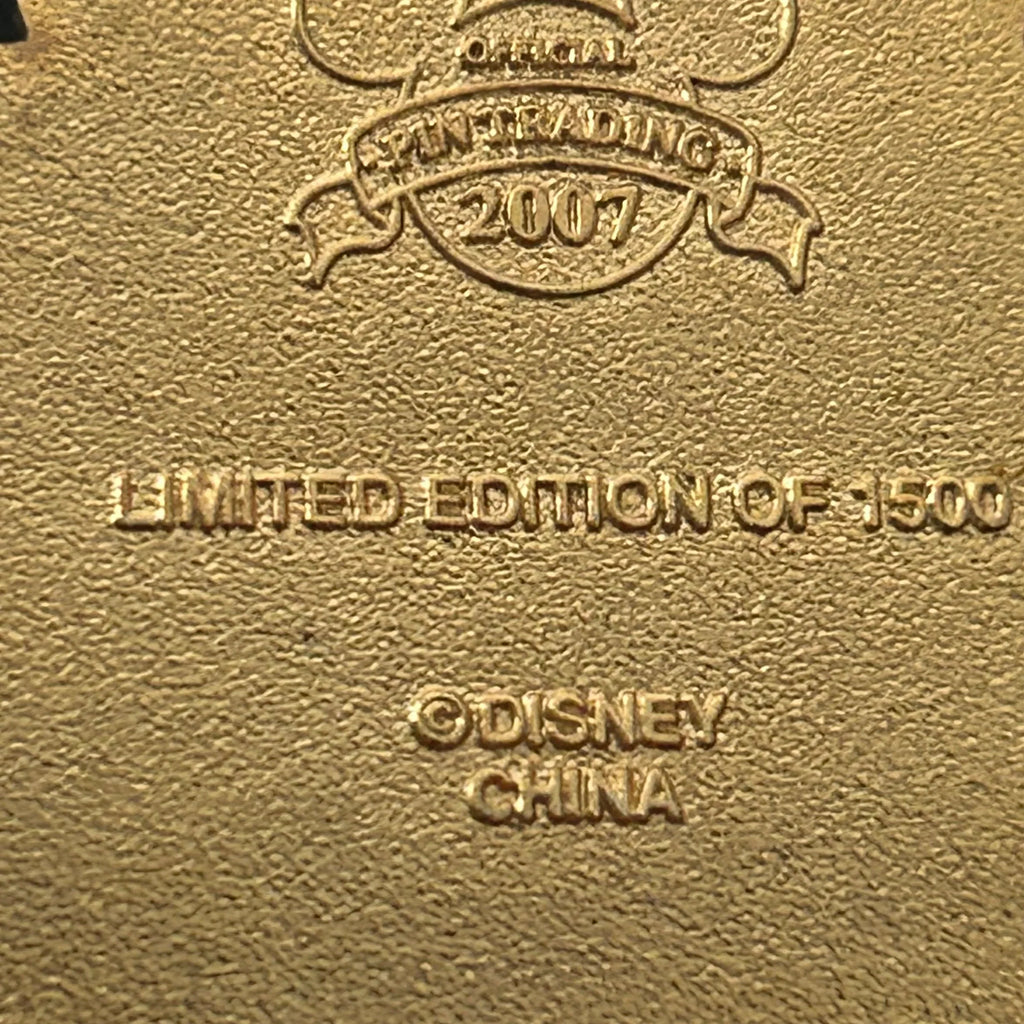 OFFICIAL
PIN TRADING
2007
LIMITED EDITION OF 1500
©DISNEY
CHINA